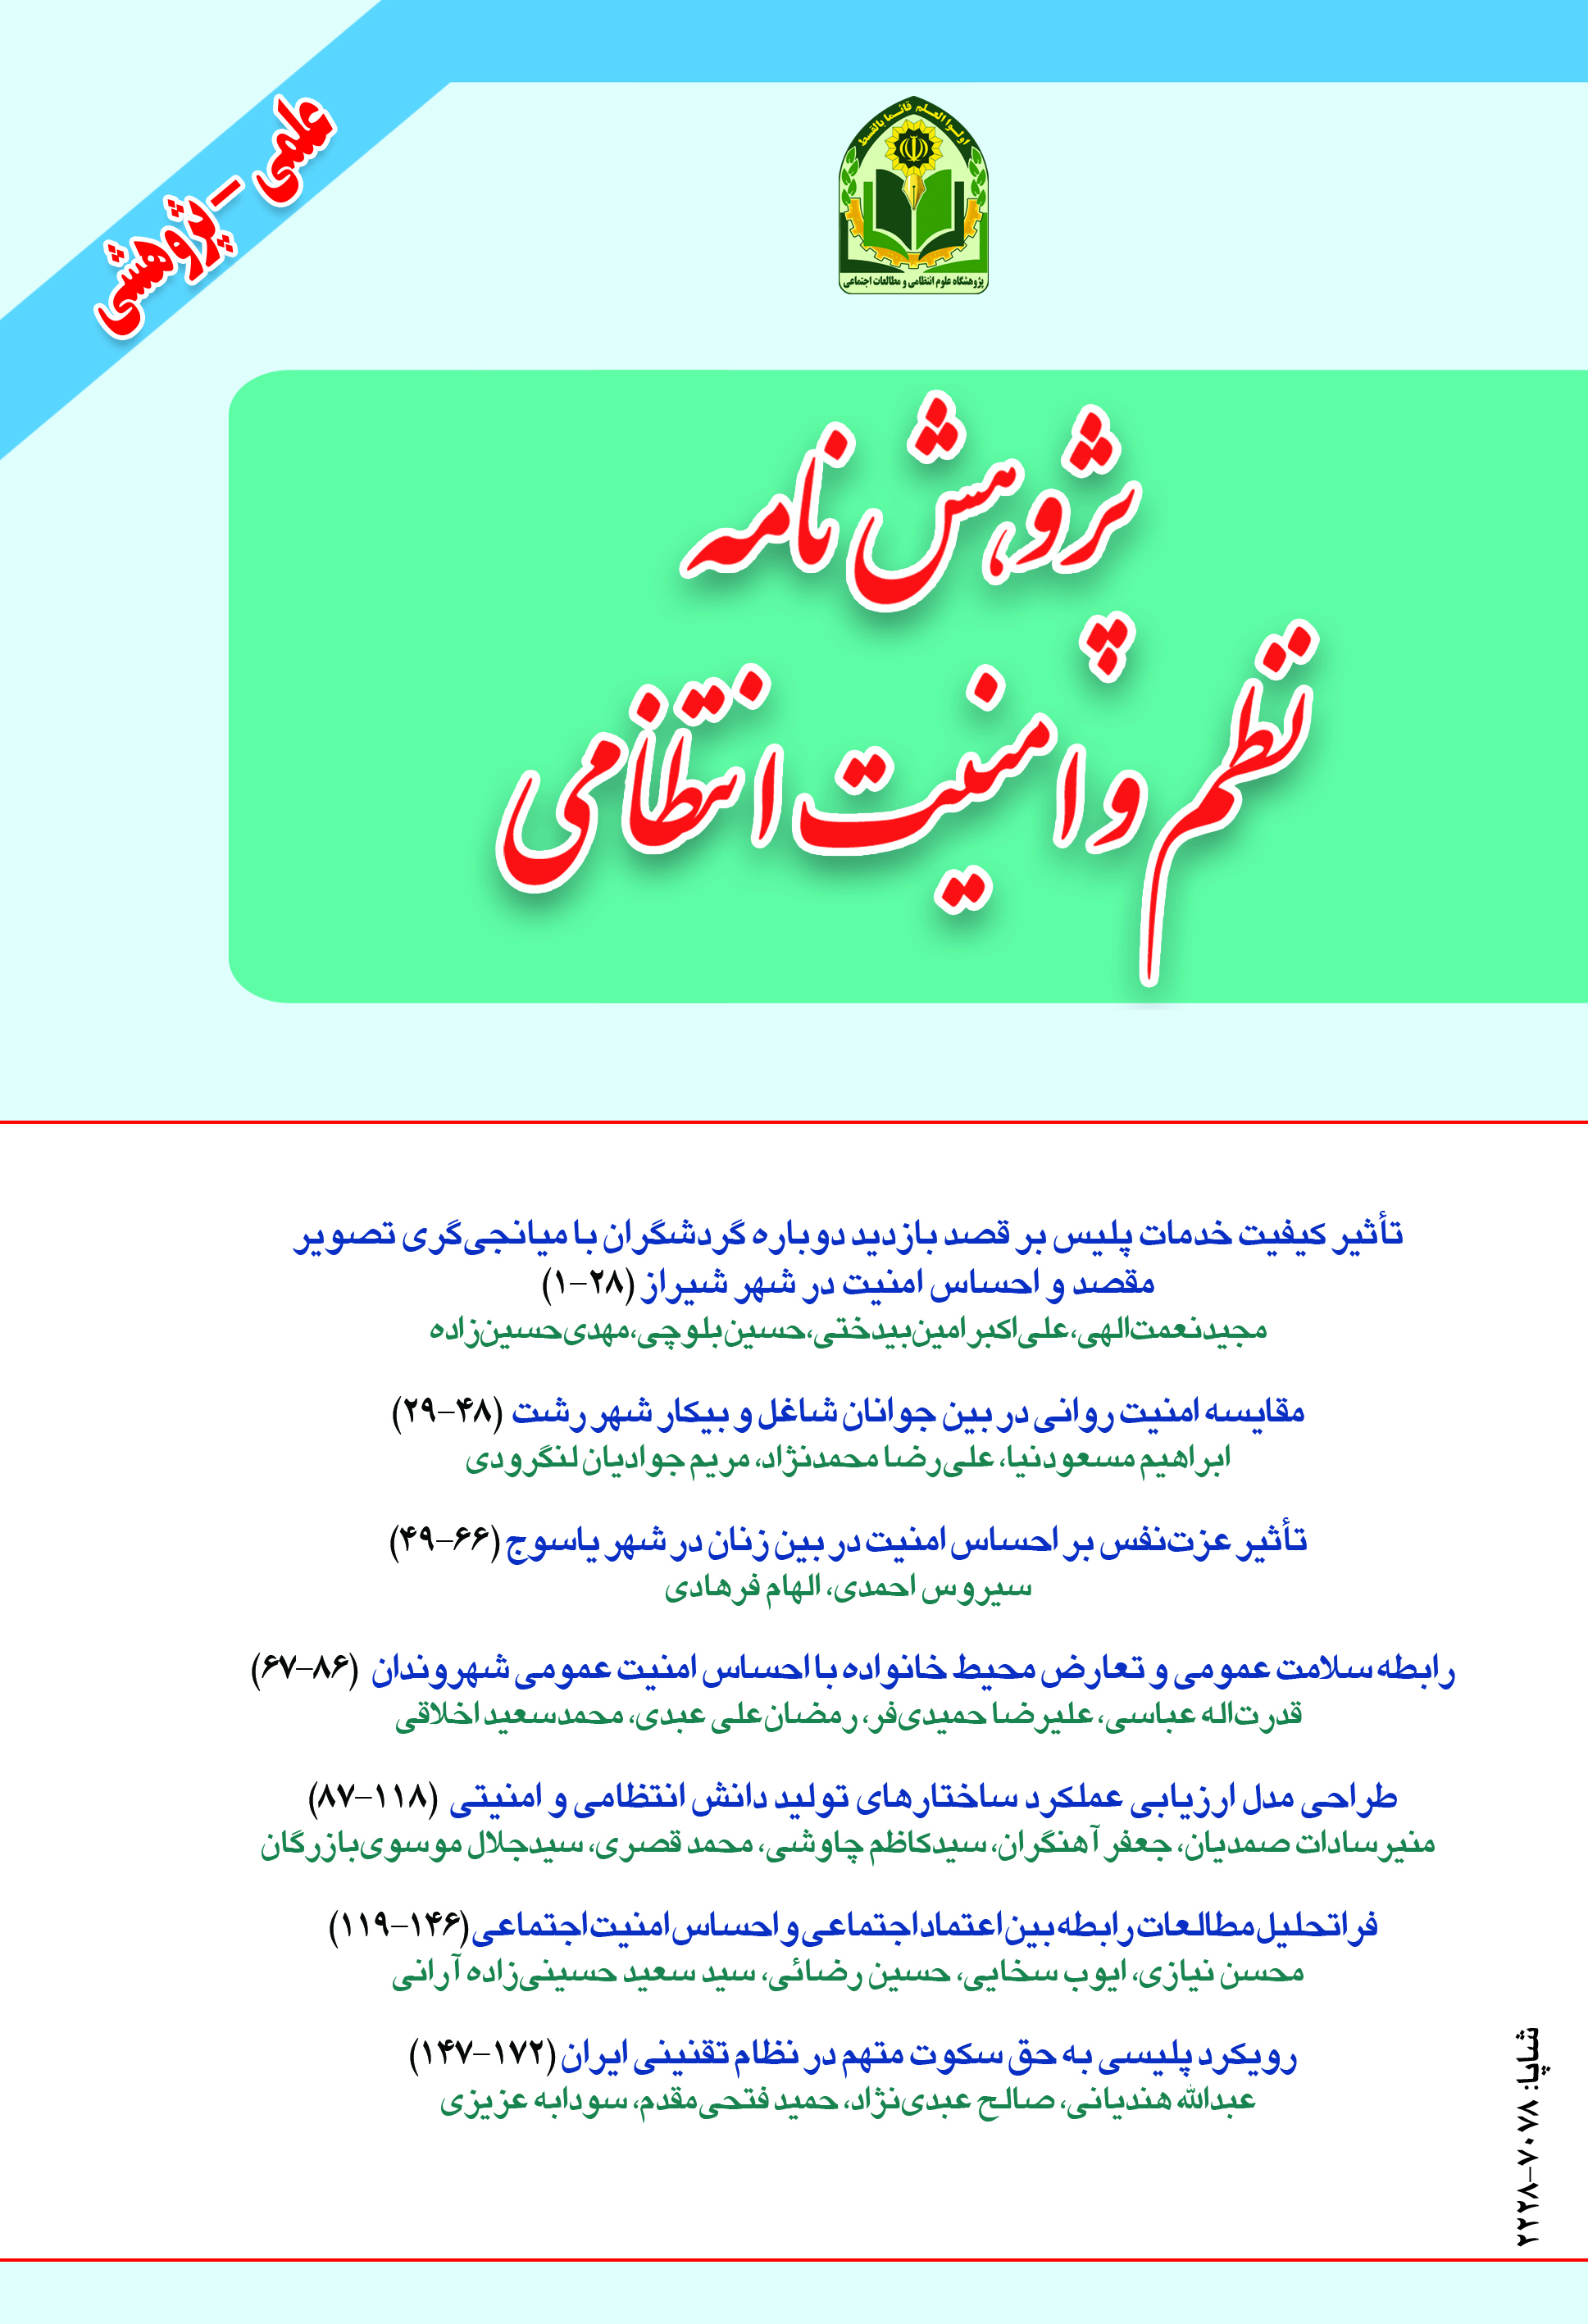 علمی - پژوهشی
اولوا العلم قائما بالقسط
پژوهشگاه علوم انتظامی و مطالعات اجتماعی
پژوهش نامه
نظم و امنیت انتظامی
تأثیر کیفیت خدمات پلیس بر قصد بازدید دوباره گردشگران با میانجی‌گری تصویر
مقصد و احساس امنیت در شهر شیراز (۲۸-۱)
مجید نعمت‌الهی، علی‌اکبر امین‌بیدختی، حسین بلوچی، مهدی حسین‌زاده
مقایسه امنیت روانی در بین جوانان شاغل و بیکار شهر رشت (۴۸-۲۹)
ابراهیم مسعودنیا، علی‌رضا محمدنژاد، مریم جوادیان لنگرودی
تأثیر عزت‌نفس بر احساس امنیت در بین زنان در شهر یاسوج (۶۶-۴۹)
سیروس احمدی، الهام فرهادی
رابطه سلامت عمومی و تعارض محیط خانواده با احساس امنیت عمومی شهروندان (۸۶-۶۷)
قدرت‌اله عباسی، علیرضا حمیدی‌فر، رمضان‌علی عبدی، محمدسعید اخلاقی
طراحی مدل ارزیابی عملکرد ساختارهای تولید دانش انتظامی و امنیتی (۱۱۸-۸۷)
منیرسادات صمدیان، جعفر آهنگران، سیدکاظم چاوشی، محمد قصری، سیدجلال موسوی‌بازرگان
فراتحلیل مطالعات رابطه بین اعتماد اجتماعی و احساس امنیت اجتماعی (۱۴۶-۱۱۹)
محسن نیازی، ایوب سخایی، حسین رضائی، سید سعید حسینی‌زاده آرانی
رویکرد پلیسی به حق سکوت متهم در نظام تقنینی ایران (۱۷۲-۱۴۷)
عبدالله هندیانی، صالح عبدی‌نژاد، حمید فتحی‌مقدم، سودابه عزیزی
شاپا: ۷۰۷۸-۲۲۲۸